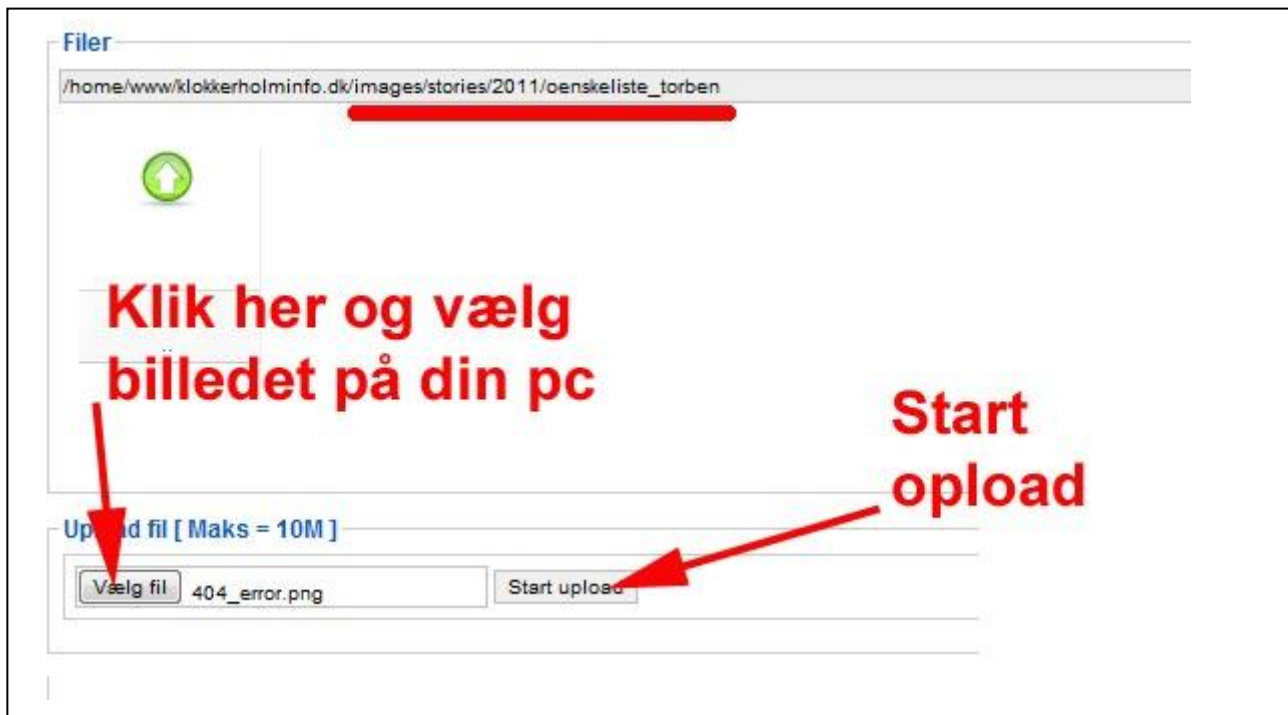 Filer
/home/www/klokkerholminfo.dk/images/stories/2011/oenskeliste_torben
Klik her og vælg
..
billedet på din pc
Start
opload
Upload fil [ Maks = 10M ]
Vælg fil 404_error.png Start upload